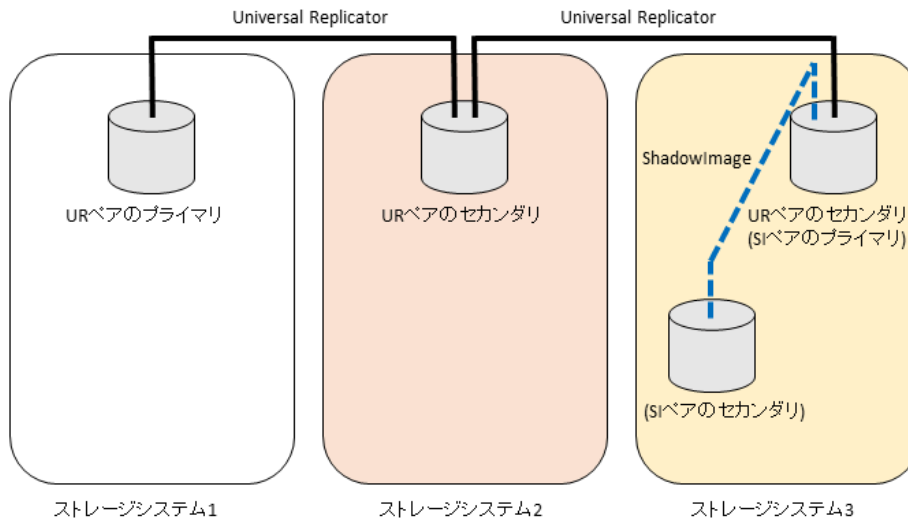 Universal Replicator
Universal Replicator
ShadowImage
URペアのプライマリ
URペアのセカンダリ
URペアのセカンダリ
(SIペアのプライマリ)
(SIペアのセカンダリ)
ストレージシステム1
ストレージシステム2
ストレージシステム3